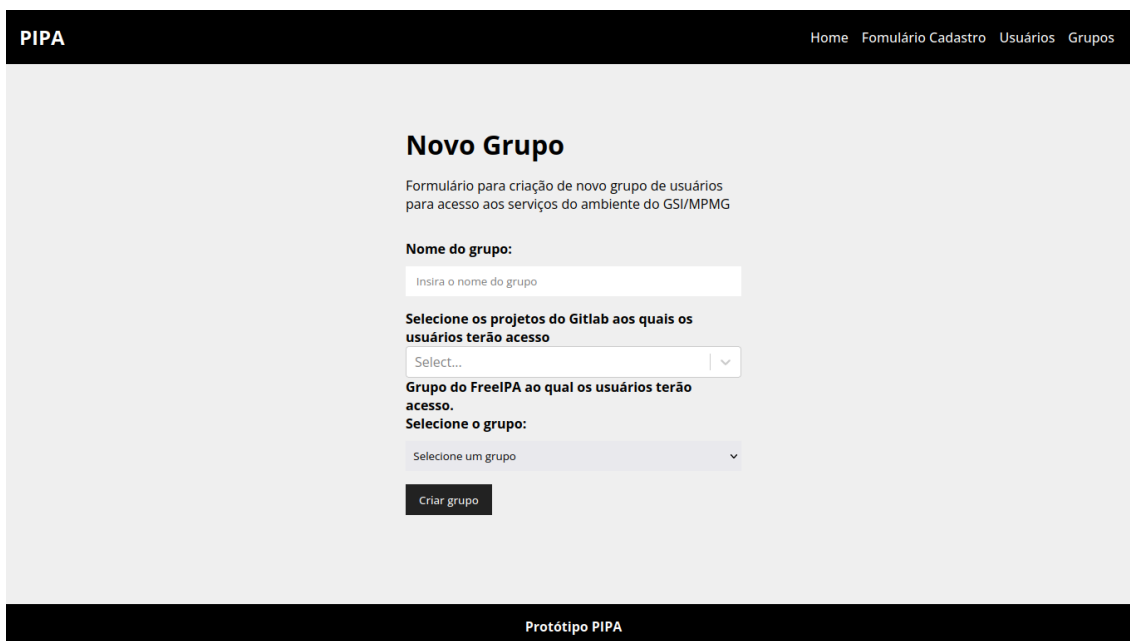 PIPA
Home Fomulário Cadastro Usuários Grupos
Novo Grupo
Formulário para criação de novo grupo de usuários
para acesso aos serviços do ambiente do GSI/MPMG
Nome do grupo:
Insira o nome do grupo
Selecione os projetos do Gitlab aos quais os
usuários terão acesso
Select...
Grupo do FreeIPA ao qual os usuários terão
acesso.
Selecione o grupo:
Selecione um grupo
Criar grupo
Protótipo PIPA